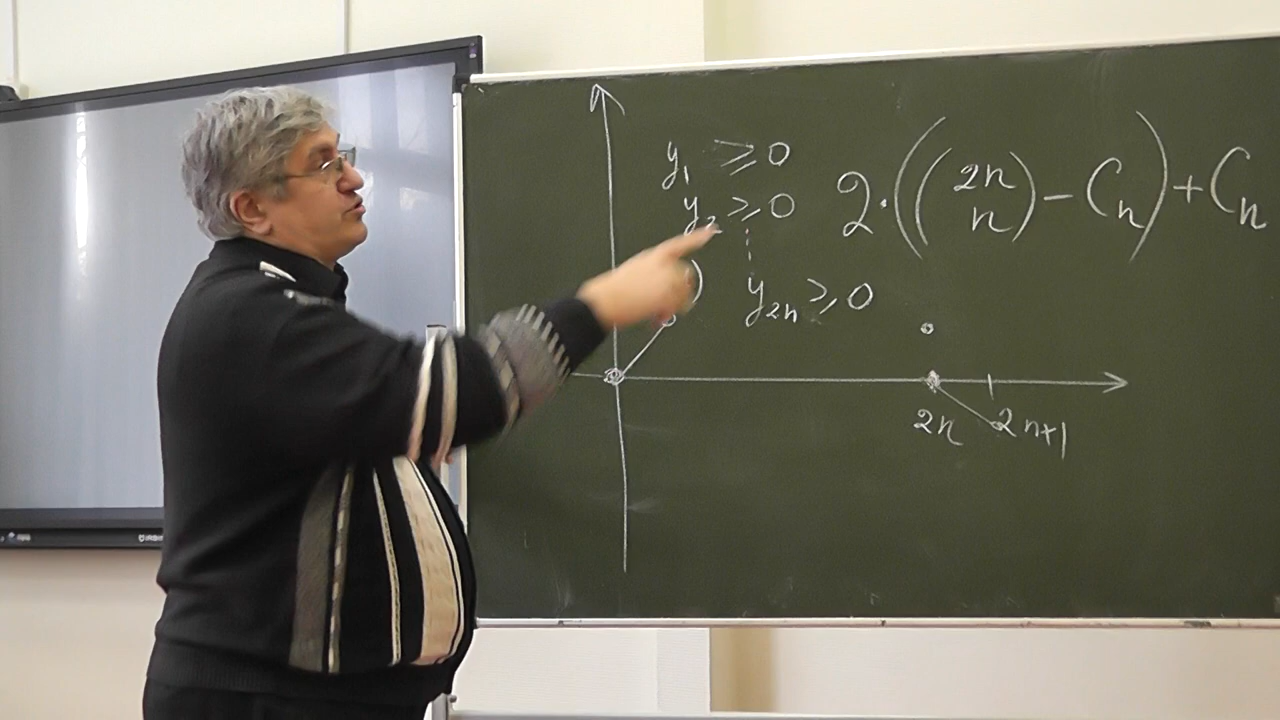 y₁ ≥ 0
y₂ ≥ 0
y₂ₙ ≥ 0
2·((2n n) − Cₙ) + Cₙ
2n
2n+1